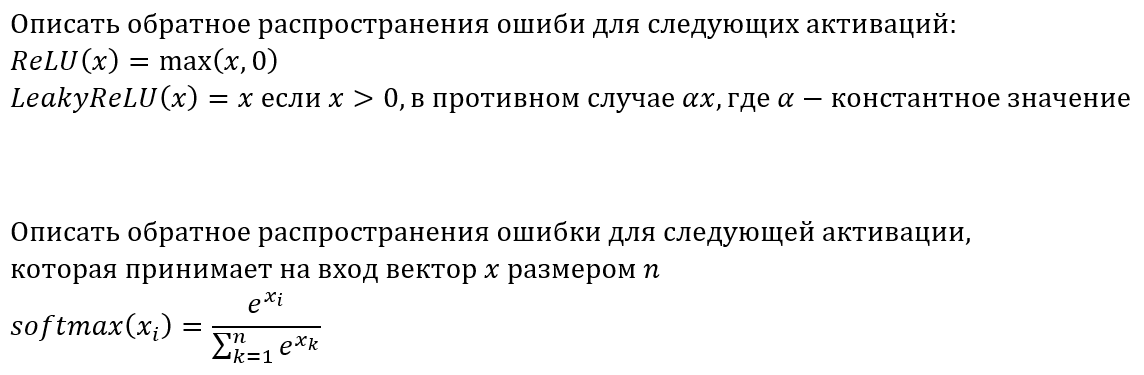 Описать обратное распространения ошиби для следующих активаций:
ReLU(x) = max(x, 0)
LeakyReLU(x) = x если x > 0, в противном случае αx, где α − константное значение
Описать обратное распространения ошибки для следующей активации,
которая принимает на вход вектор x размером n
softmax(x_i) = e^{x_i} / ∑_{k=1}^{n} e^{x_k}